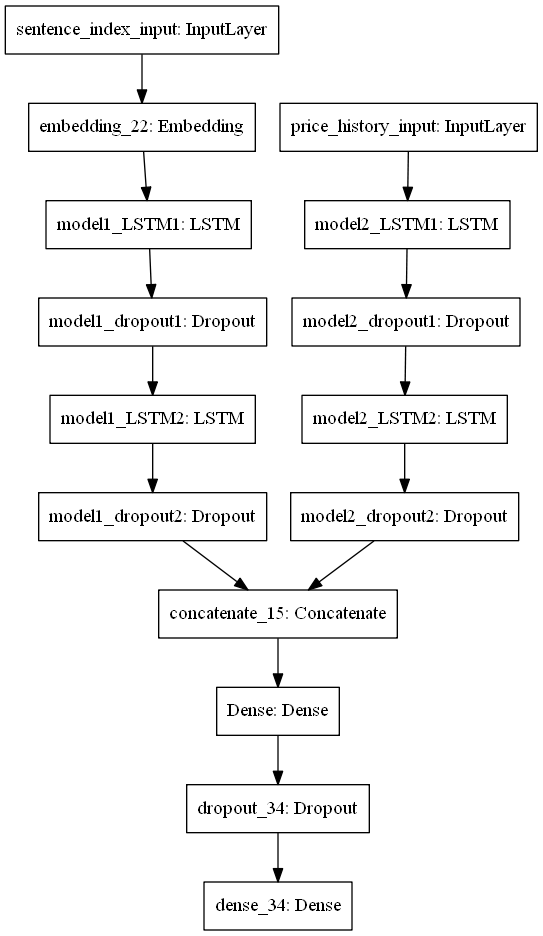 sentence_index_input: InputLayer
embedding_22: Embedding
price_history_input: InputLayer
model1_LSTM1: LSTM
model2_LSTM1: LSTM
model1_dropout1: Dropout
model2_dropout1: Dropout
model1_LSTM2: LSTM
model2_LSTM2: LSTM
model1_dropout2: Dropout
model2_dropout2: Dropout
concatenate_15: Concatenate
Dense: Dense
dropout_34: Dropout
dense_34: Dense